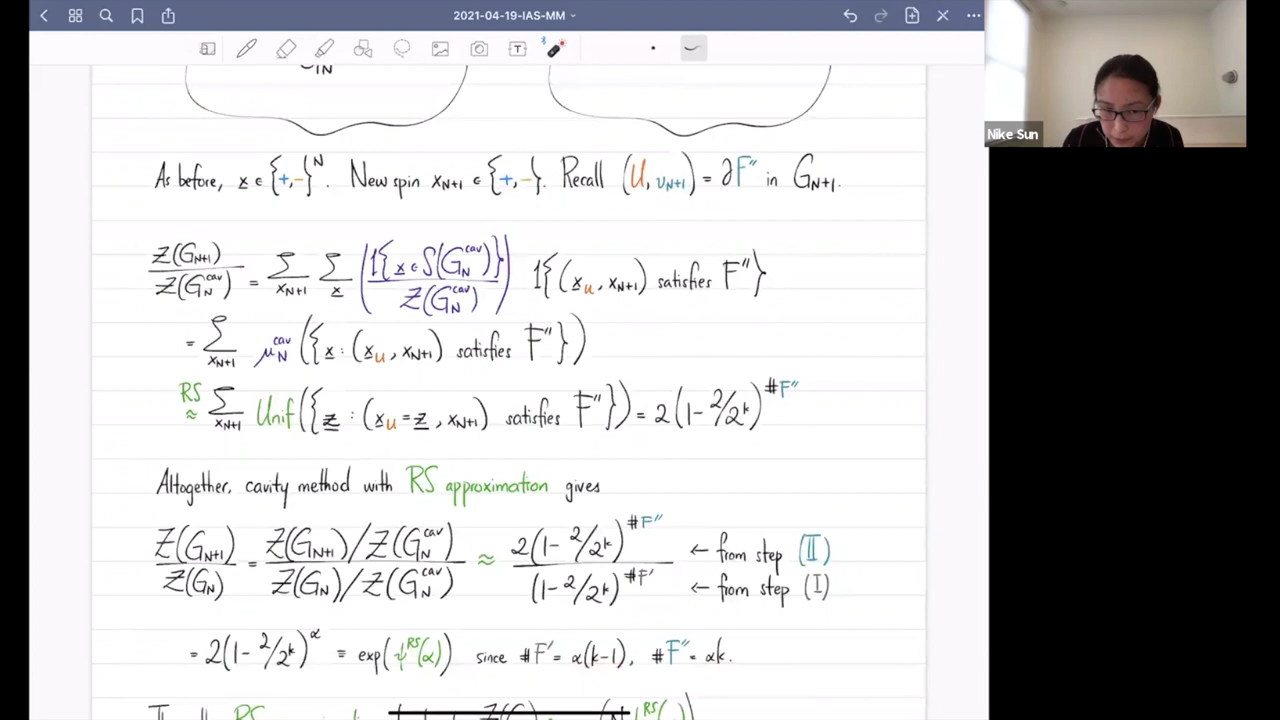 2021-04-19-IAS-MM
Nike Sun
IN
As before, x ∈ {+,-}^N. New spin x_{N+1} ∈ {+,-}. Recall (U, v_{N+1}) = ∂F'' in G_{N+1}.
Z(G_{N+1}) / Z(G_N^{cav}) = Σ_{x_{N+1}} Σ_x (1{x ∈ S(G_N^{cav})} / Z(G_N^{cav})) 1{(x_u, x_{N+1}) satisfies F''}
= Σ_{x_{N+1}} μ_N^{cav}({x : (x_u, x_{N+1}) satisfies F''})
RS ≈ Σ_{x_{N+1}} Unif({z : (x_u = z, x_{N+1}) satisfies F''}) = 2(1-2/2^k)^{#F''}
Altogether, cavity method with RS approximation gives
Z(G_{N+1}) / Z(G_N) = Z(G_{N+1})/Z(G_N^{cav}) / Z(G_N)/Z(G_N^{cav}) ≈ 2(1-2/2^k)^{#F''} / (1-2/2^k)^{#F'} ← from step (II) ← from step (I)
= 2(1-2/2^k)^α ≡ exp(ψ^{RS}(α)) since #F' = α(k-1), #F'' = αk.